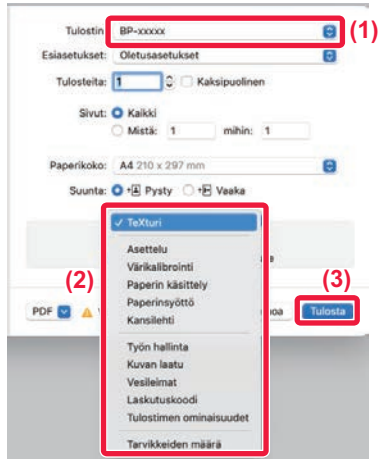 Tulostin: BP-xxxxx (1)
Esiasetukset: Oletusasetukset
Tulosteita: 1 Kaksipuolinen
Sivut: Kaikki
Mistä: 1 mihin: 1
Paperikoko: A4 210 x 297 mm
Suunta: Pysty Vaaka
✓ TeXturi
Asettelu
Värikalibrointi
(2) Paperin käsittely (3)
Paperinsyöttö
PDF Kansilehti Tulosta
Työn hallinta
Kuvan laatu
Vesileimat
Laskutuskoodi
Tulostimen ominaisuudet
Tarvikkeiden määrä